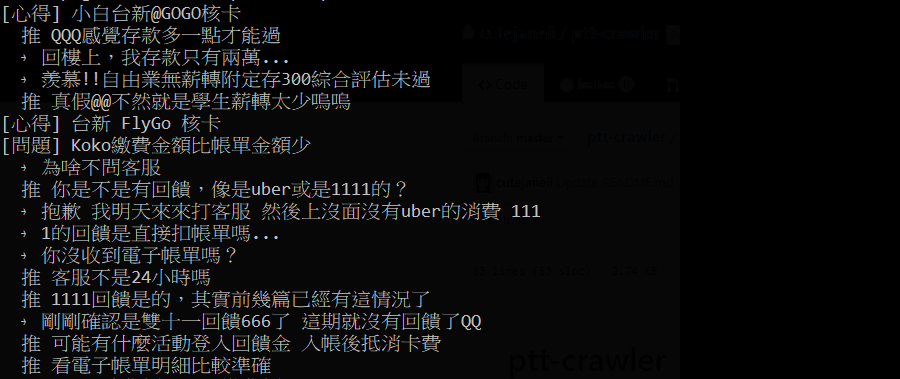 [心得] 小白台新@GOGO核卡
推 QQQ感覺存款多一點才能過
→ 回樓上，我存款只有兩萬...
→ 羨慕!!自由業無薪轉附定存300綜合評估未過
推 真假@@不然就是學生薪轉太少嗚嗚
[心得] 台新 FlyGo 核卡
[問題] Koko繳費金額比帳單金額少
→ 為啥不問客服
推 你是不是有回饋，像是uber或是1111的？
→ 抱歉 我明天來來打客服 然後上沒面沒有uber的消費 111
→ 1的回饋是直接扣帳單嗎...
→ 你沒收到電子帳單嗎？
推 客服不是24小時嗎
推 1111回饋是的，其實前幾篇已經有這情況了
→ 剛剛確認是雙十一回饋666了 這期就沒有回饋了QQ
推 可能有什麼活動登入回饋金 入帳後抵消卡費
推 看電子帳單明細比較準確
ptt-crawler
ptt-crawler